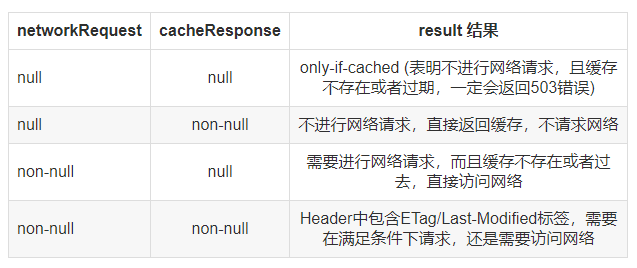 networkRequest cacheResponse result 结果
null null only-if-cached (表明不进行网络请求，且缓存
不存在或者过期，一定会返回503错误)
null non-null 不进行网络请求，直接返回缓存，不请求网络
non-null null 需要进行网络请求，而且缓存不存在或者过
去，直接访问网络
non-null non-null Header中包含ETag/Last-Modified标签，需要
在满足条件下请求，还是需要访问网络